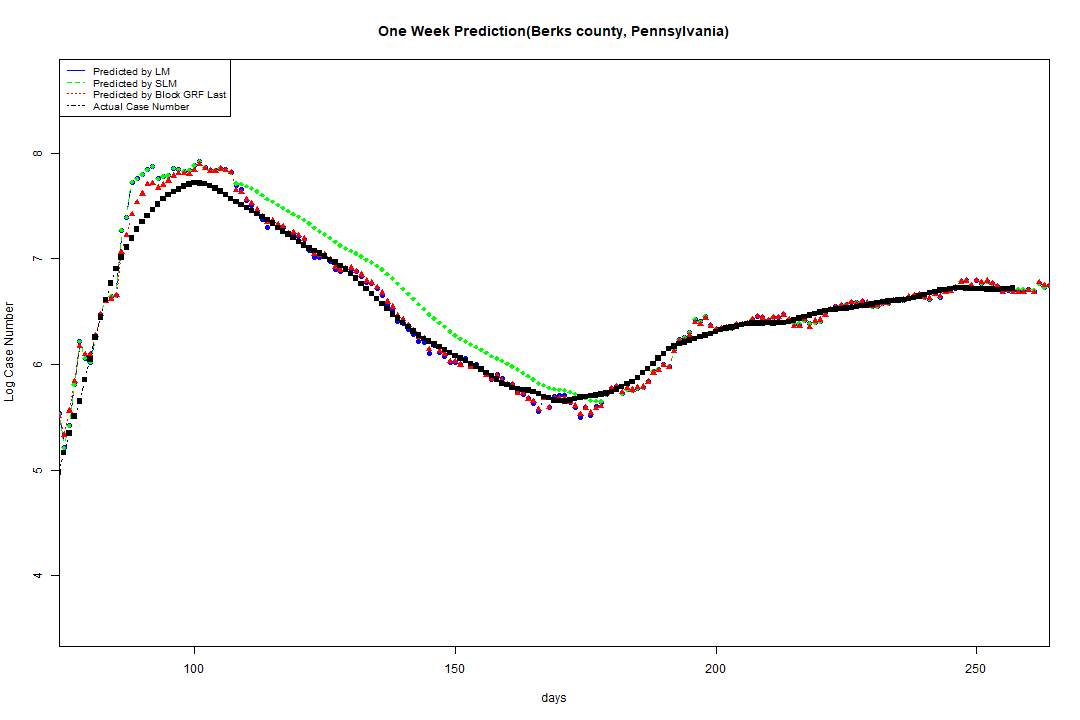 One Week Prediction(Berks county, Pennsylvania)
Predicted by LM
Predicted by SLM
Predicted by Block GRF Last
Actual Case Number
8
7
6
5
4
Log Case Number
100
150
200
250
days